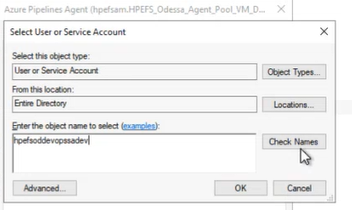 Azure Pipelines Agent (hpefsam.HPEFS_Odessa_Agent_Pool_VM_D...
Select User or Service Account
Select this object type:
User or Service Account
Object Types...
From this location:
Entire Directory
Locations...
Enter the object name to select (examples):
hpefsoddevopssadev
Check Names
Advanced...
OK
Cancel